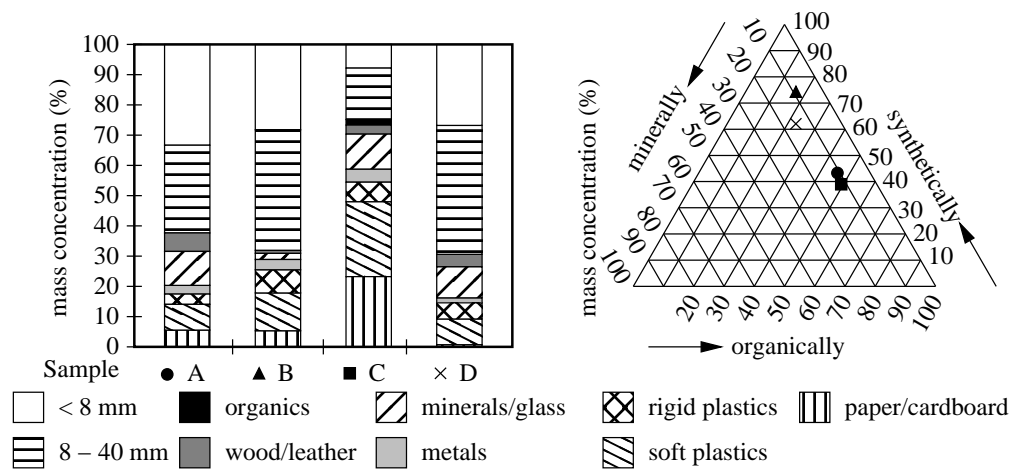 mass concentration (%)
100
90
80
70
60
50
40
30
20
10
0
Sample
A
B
C
D
mass concentration (%)
minerally
10
20
30
40
50
60
70
80
90
100
synthetically
100
90
80
70
60
50
40
30
20
10
20
30
40
50
60
70
80
90
100
organically
< 8 mm
organics
minerals/glass
rigid plastics
paper/cardboard
8 – 40 mm
wood/leather
metals
soft plastics